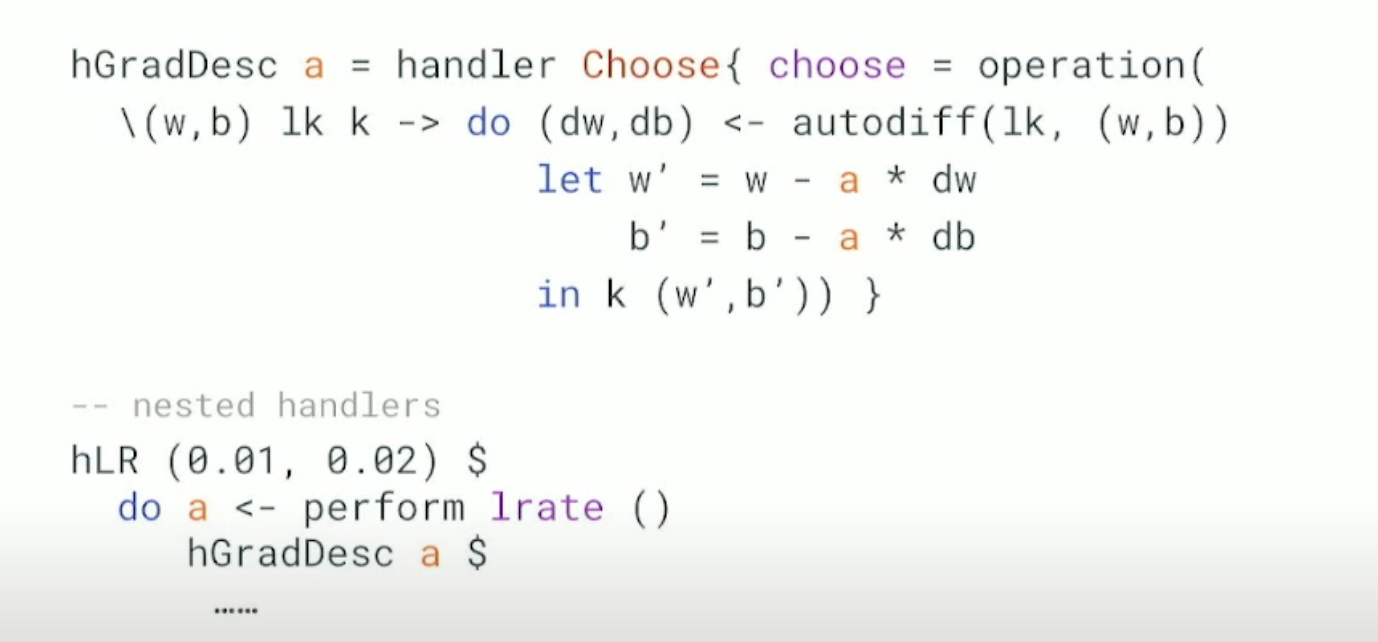 hGradDesc a = handler Choose{ choose = operation(
\(w,b) lk k -> do (dw,db) <- autodiff(lk, (w,b))
let w′ = w - a * dw
b′ = b - a * db
in k (w′,b′)) }
-- nested handlers
hLR (0.01, 0.02) $
do a <- perform lrate ()
hGradDesc a $
……